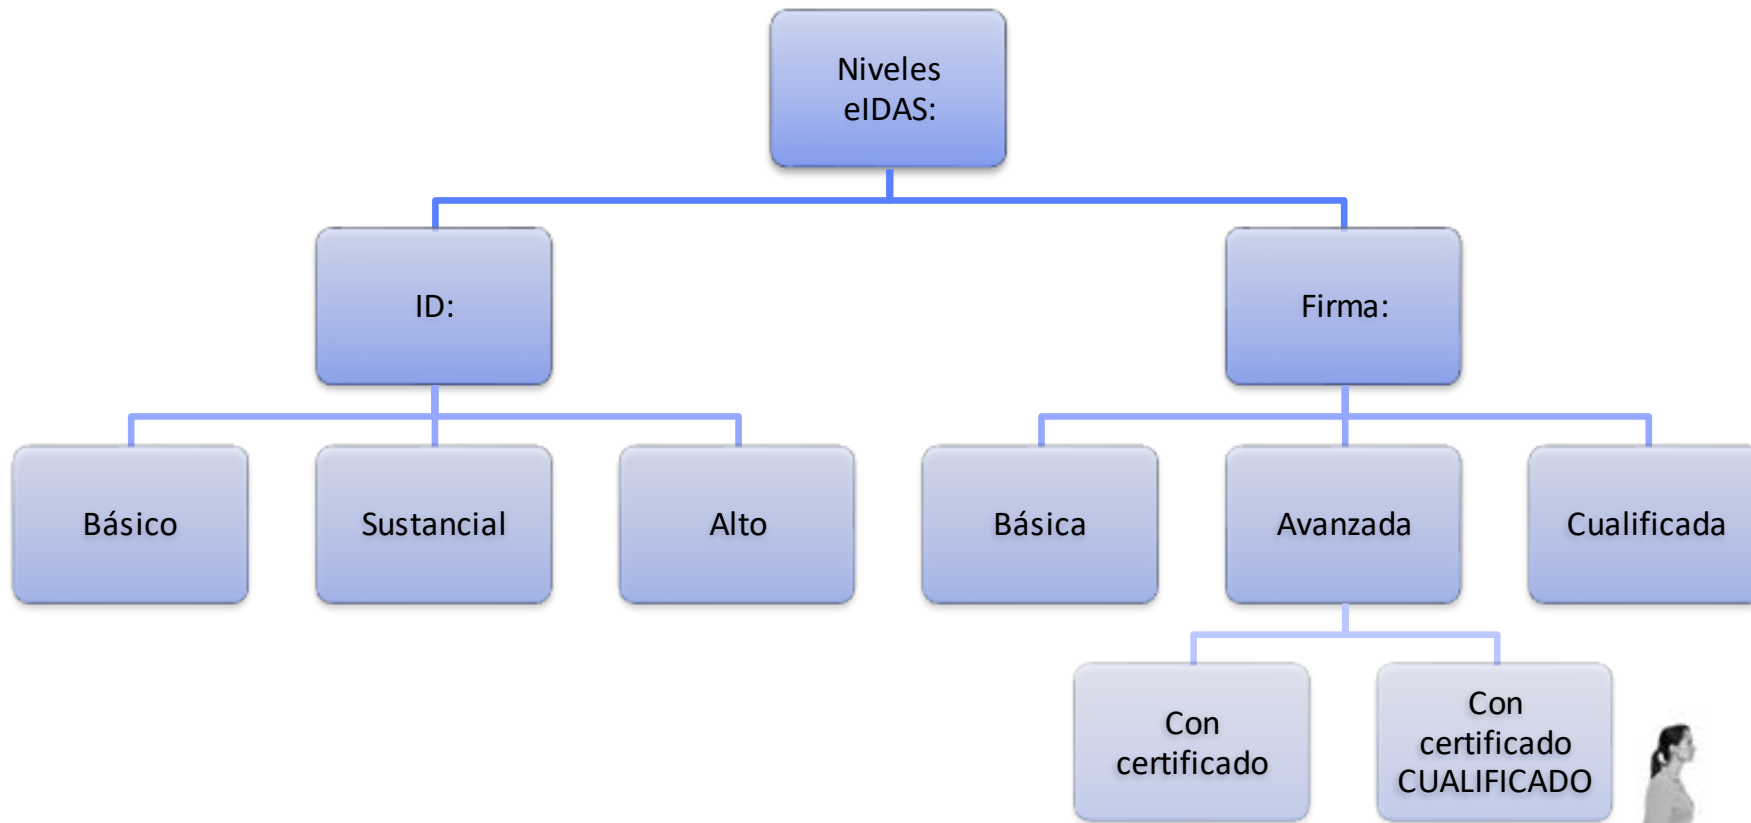 Niveles
eIDAS:
ID:
Firma:
Básico
Sustancial
Alto
Básica
Avanzada
Cualificada
Con
certificado
Con
certificado
CUALIFICADO